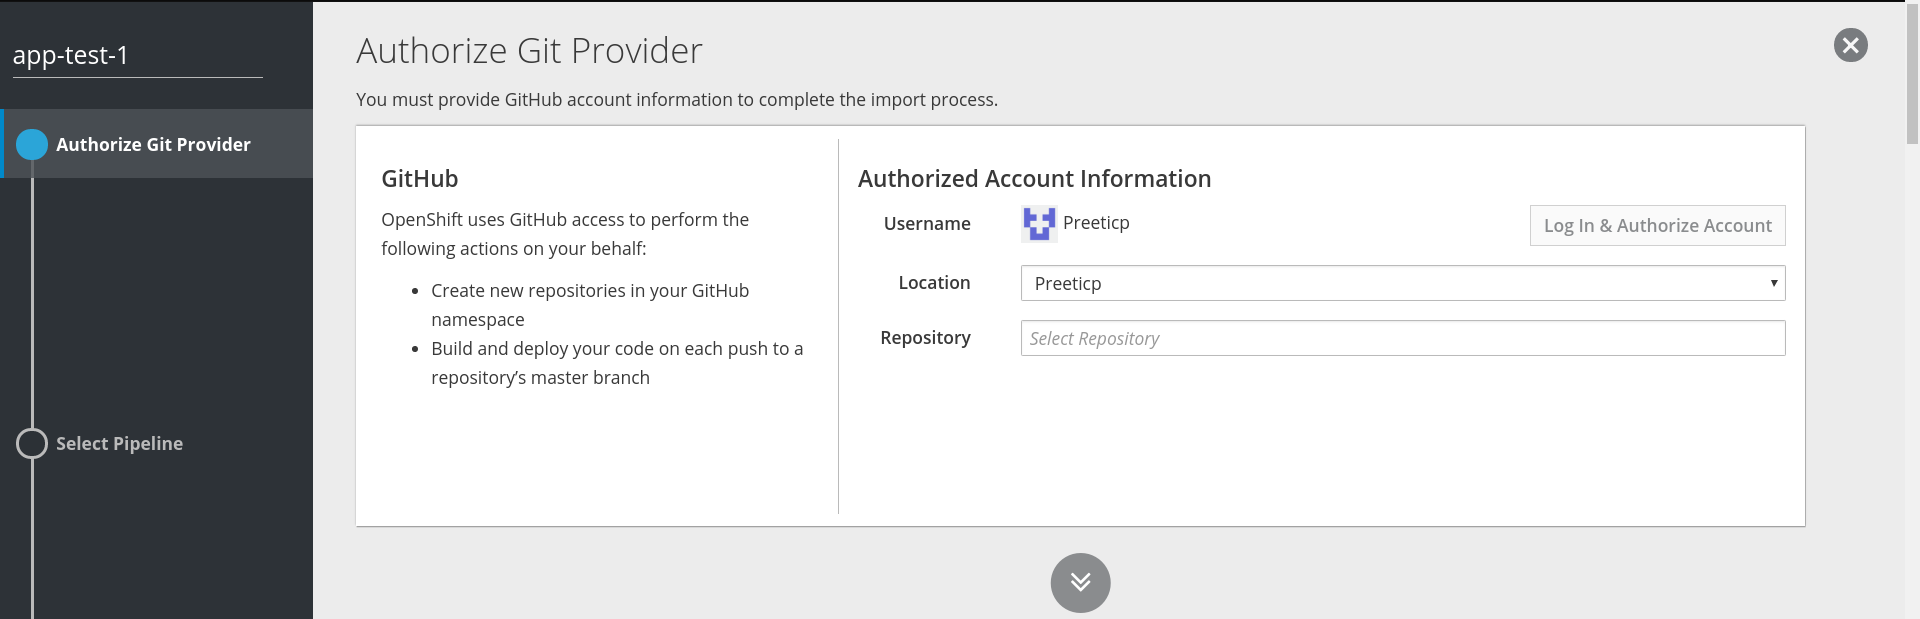 app-test-1
Authorize Git Provider
Select Pipeline
Authorize Git Provider
You must provide GitHub account information to complete the import process.
GitHub
OpenShift uses GitHub access to perform the
following actions on your behalf:
• Create new repositories in your GitHub
namespace
• Build and deploy your code on each push to a
repository’s master branch
Authorized Account Information
Username Preeticp Log In & Authorize Account
Location Preeticp
Repository Select Repository